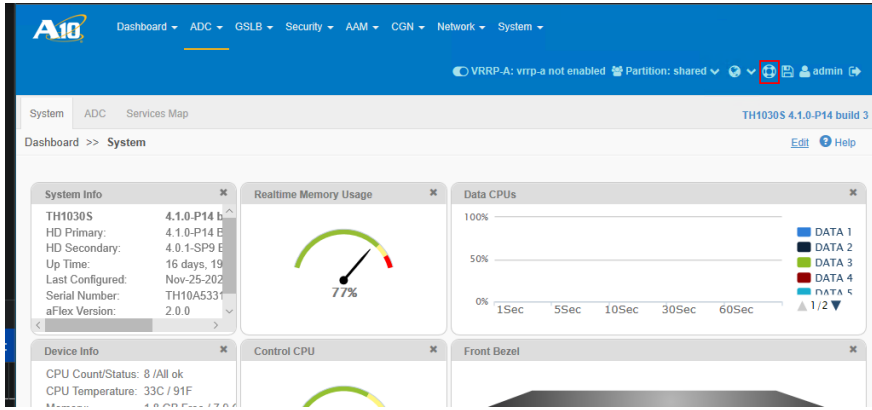 A10
Dashboard ADC GSLB Security AAM CGN Network System
VRRP-A: vrrp-a not enabled Partition: shared admin
System ADC Services Map
TH1030S 4.1.0-P14 build 3
Dashboard >> System
Edit ? Help
System Info
TH1030S 4.1.0-P14 b
HD Primary: 4.1.0-P14 B
HD Secondary: 4.0.1-SP9 B
Up Time: 16 days, 19
Last Configured: Nov-25-202
Serial Number: TH10A5331
aFlex Version: 2.0.0
Realtime Memory Usage
77%
Data CPUs
100%
50%
0%
1Sec 5Sec 10Sec 30Sec 60Sec
DATA 1
DATA 2
DATA 3
DATA 4
DATA 5
1/2
Device Info
CPU Count/Status: 8 /All ok
CPU Temperature: 33C / 91F
Control CPU
Front Bezel